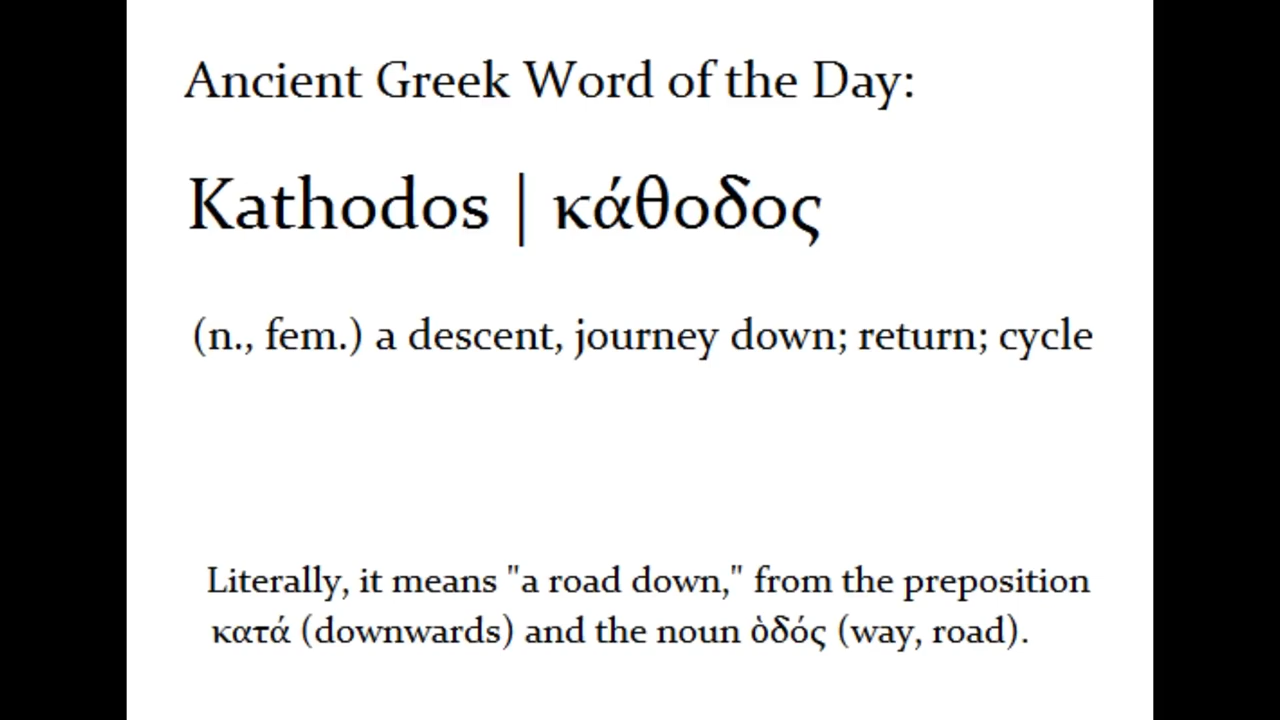 Ancient Greek Word of the Day:
Kathodos | κάθοδος
(n., fem.) a descent, journey down; return; cycle
Literally, it means "a road down," from the preposition
κατά (downwards) and the noun ὁδός (way, road).